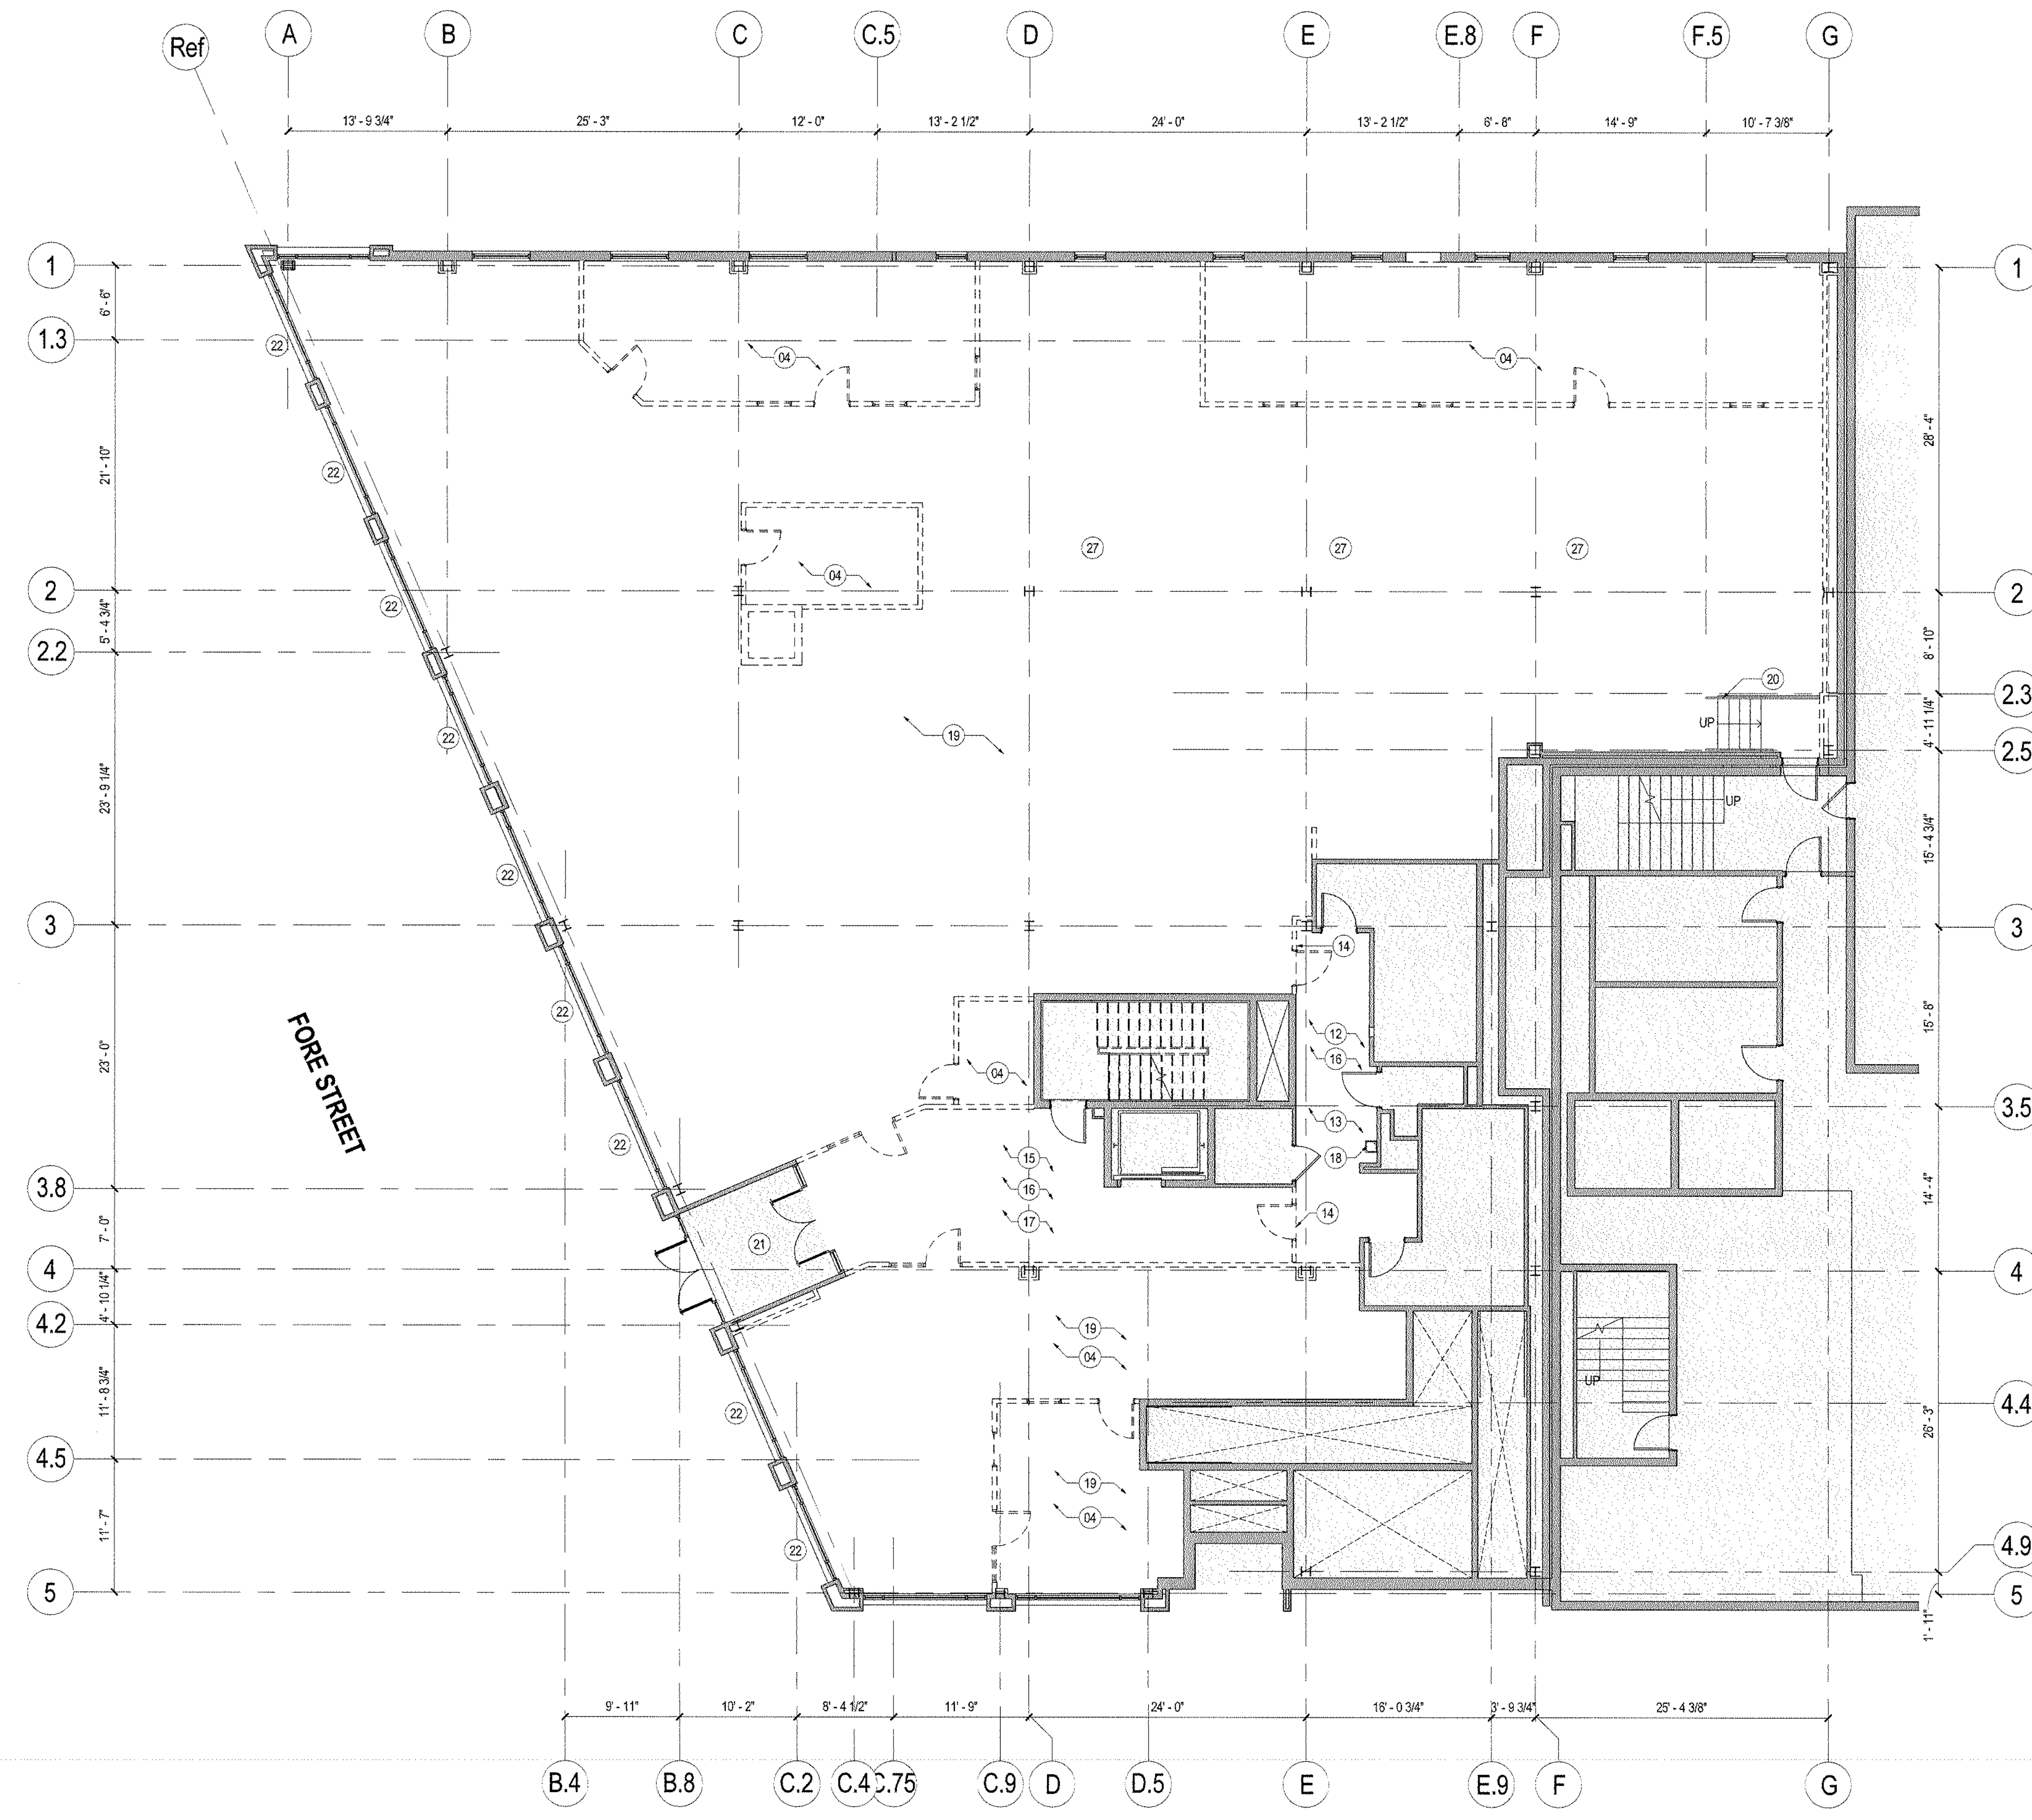 Ref
A
B
C
C.5
D
E
E.8
F
F.5
G
13' - 9 3/4"
25' - 3"
12' - 0"
13' - 2 1/2"
24' - 0"
13' - 2 1/2"
6' - 8"
14' - 9"
10' - 7 3/8"
1
1
6' - 6"
1.3
22
04
04
28' - 4"
21' - 10"
22
27
27
27
04
2
2
22
5' - 4 3/4"
2.2
8' - 10"
20
2.3
UP
19
22
4' - 11 1/4"
2.5
23' - 9 1/4"
UP
15' - 4 3/4"
22
3
3
14
22
FORE STREET
15' - 8"
12
16
04
23' - 0"
3.5
13
22
15
18
3.8
16
14' - 4"
17
14
7' - 0"
21
4
4
4' - 10 1/4"
4.2
19
04
UP
11' - 8 3/4"
22
4.4
26' - 3"
4.5
19
04
22
11' - 7"
4.9
5
5
1' - 11"
9' - 11"
10' - 2"
8' - 4 1/2"
11' - 9"
24' - 0"
16' - 0 3/4"
3' - 9 3/4"
25' - 4 3/8"
B.4
B.8
C.2
C.4
C.75
C.9
D
D.5
E
E.9
F
G